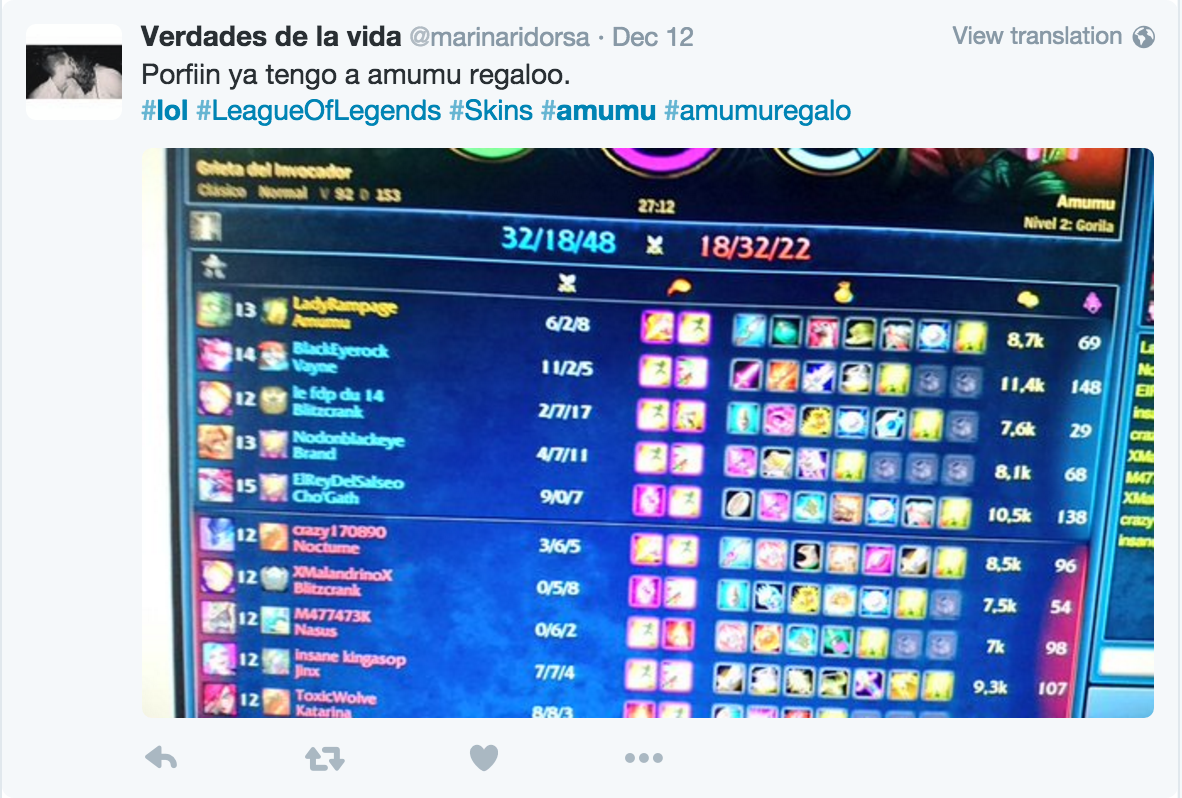 Verdades de la vida @marinaridorsa · Dec 12
View translation
Porfiin ya tengo a amumu regaloo.
#lol #LeagueOfLegends #Skins #amumu #amumuregalo
Grieta del Invocador
Clásico Normal V 92 D 153
27:12
Amumu
Nivel 2: Gorila
32/18/48 18/32/22
13 LadyRampage
Amumu
6/2/8 8,7k 69
14 BlackEyerock
Vayne
11/2/5 11,4k 148
12 le fdp du 14
Blitzcrank
2/7/17 7,6k 29
13 Nodonblackeye
Brand
4/7/11 8,1k 68
15 ElReyDelSalseo
Cho'Gath
9/0/7 10,5k 138
12 crazy170890
Nocturne
3/6/5 8,5k 96
12 XMalandrinoX
Blitzcrank
0/5/8 7,5k 54
12 M477473K
Nasus
0/6/2 7k 98
12 insane kingasop
Jinx
7/7/4 9,3k 107
12 ToxicWolve
Katarina
8/8/3